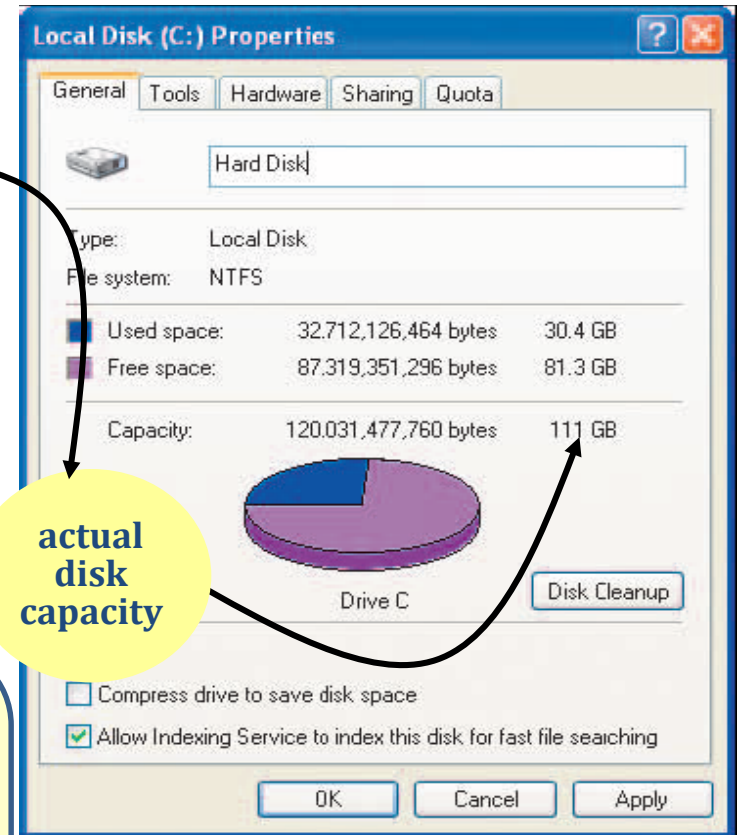 Local Disk (C:) Properties
General Tools Hardware Sharing Quota
Hard Disk
Type: Local Disk
File system: NTFS
Used space: 32.712,126,464 bytes 30.4 GB
Free space: 87.319,351,296 bytes 81.3 GB
Capacity: 120.031,477,760 bytes 111 GB
actual
disk
capacity
Drive C
Disk Cleanup
Compress drive to save disk space
Allow Indexing Service to index this disk for fast file searching
OK Cancel Apply